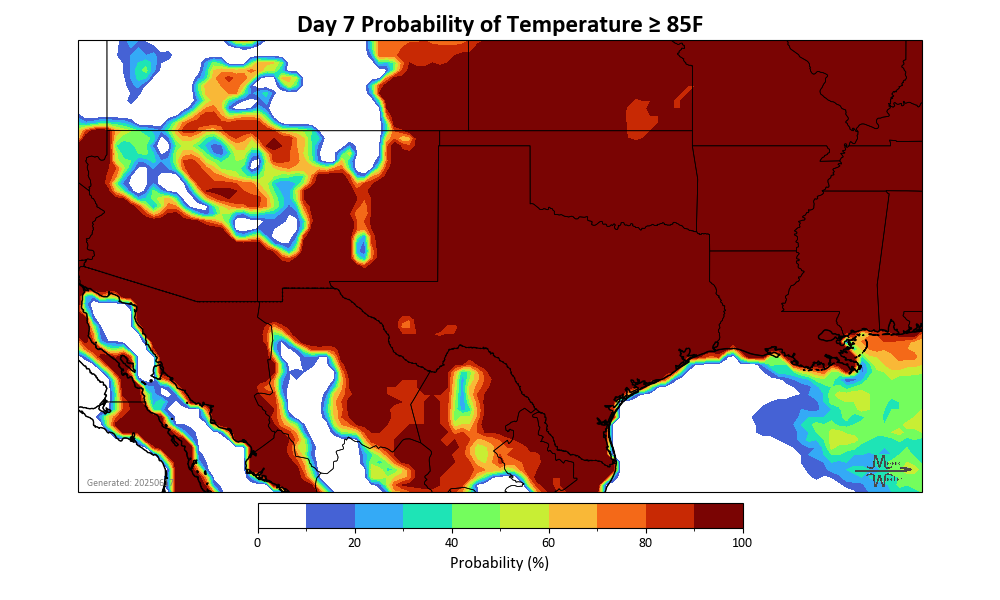 Day 7 Probability of Temperature ≥ 85F
Generated: 202506
0 20 40 60 80 100
Probability (%)